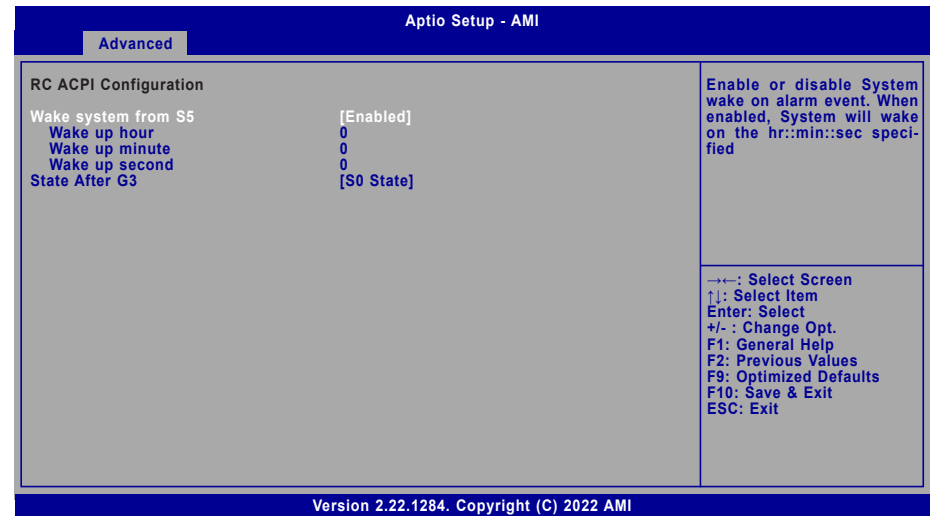 Aptio Setup - AMI
Advanced
RC ACPI Configuration
Wake system from S5 [Enabled]
Wake up hour 0
Wake up minute 0
Wake up second 0
State After G3 [S0 State]
Enable or disable System
wake on alarm event. When
enabled, System will wake
on the hr::min::sec speci-
fied
→←: Select Screen
↑↓: Select Item
Enter: Select
+/- : Change Opt.
F1: General Help
F2: Previous Values
F9: Optimized Defaults
F10: Save & Exit
ESC: Exit
Version 2.22.1284. Copyright (C) 2022 AMI